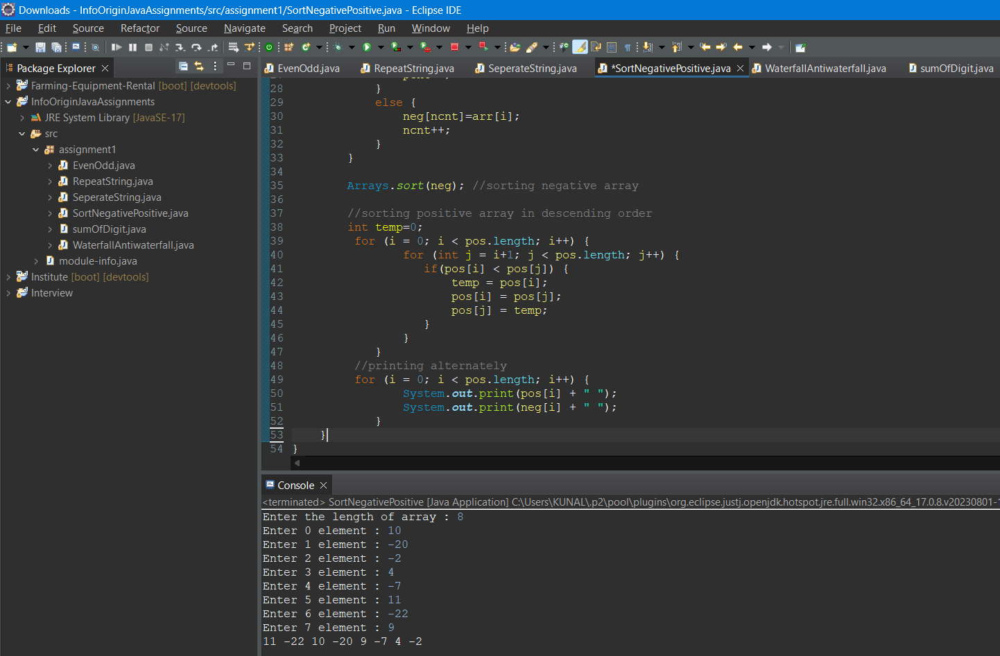 Downloads - InfoOriginJavaAssignments/src/assignment1/SortNegativePositive.java - Eclipse IDE
File Edit Source Refactor Source Navigate Search Project Run Window Help
Package Explorer
Farming-Equipment-Rental [boot] [devtools]
InfoOriginJavaAssignments
JRE System Library [JavaSE-17]
src
assignment1
EvenOdd.java
RepeatString.java
SeperateString.java
SortNegativePositive.java
sumOfDigit.java
WaterfallAntiwaterfall.java
module-info.java
Institute [boot] [devtools]
Interview
EvenOdd.java RepeatString.java SeperateString.java *SortNegativePositive.java WaterfallAntiwaterfall.java sumOfDigit.java
28 }
29 else {
30 neg[ncnt]=arr[i];
31 ncnt++;
32 }
33 }
34
35 Arrays.sort(neg); //sorting negative array
36
37 //sorting positive array in descending order
38 int temp=0;
39 for (i = 0; i < pos.length; i++) {
40 for (int j = i+1; j < pos.length; j++) {
41 if(pos[i] < pos[j]) {
42 temp = pos[i];
43 pos[i] = pos[j];
44 pos[j] = temp;
45 }
46 }
47 }
48 //printing alternately
49 for (i = 0; i < pos.length; i++) {
50 System.out.print(pos[i] + " ");
51 System.out.print(neg[i] + " ");
52 }
53 }
54 }
Console
<terminated> SortNegativePositive [Java Application] C:\Users\KUNAL\.p2\pool\plugins\org.eclipse.justj.openjdk.hotspot.jre.full.win32.x86_64_17.0.8.v20230801-1
Enter the length of array : 8
Enter 0 element : 10
Enter 1 element : -20
Enter 2 element : -2
Enter 3 element : 4
Enter 4 element : -7
Enter 5 element : 11
Enter 6 element : -22
Enter 7 element : 9
11 -22 10 -20 9 -7 4 -2